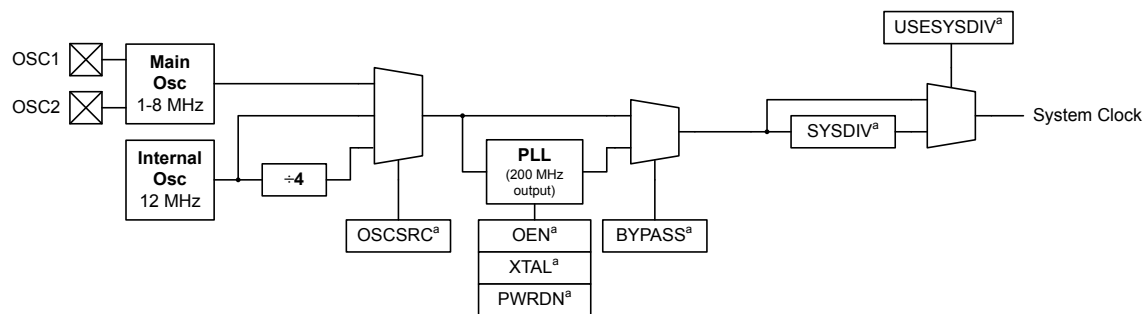 USESYSDIVa
OSC1
OSC2
Main
Osc
1-8 MHz
System Clock
SYSDIVa
Internal
Osc
12 MHz
÷4
PLL
(200 MHz
output)
OSCSRCa
OENa
XTALa
PWRDNa
BYPASSa